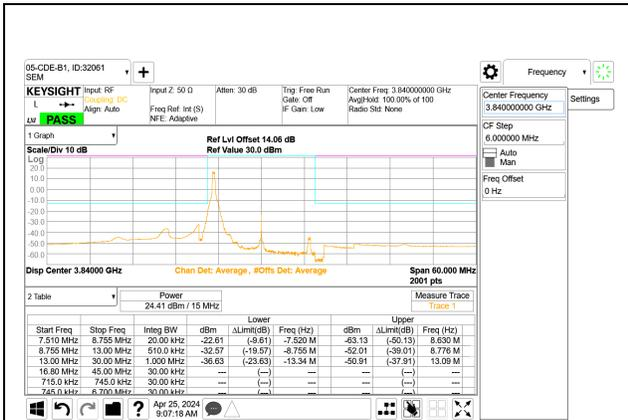 05-CDE-B1, ID:32061
SEM
Frequency
KEYSIGHT Input: RF Input Z: 50 Ω Atten: 30 dB Trig: Free Run Center Freq: 3.840000000 GHz
L Coupling: DC Gate: Off Avg|Hold: 100.00% of 100
Align: Auto Freq Ref: Int (S) IF Gain: Low Radio Std: None
LXI PASS NFE: Adaptive
Center Frequency
3.840000000 GHz
Settings
CF Step
6.000000 MHz
Auto
Man
Freq Offset
0 Hz
1 Graph
Ref Lvl Offset 14.06 dB
Scale/Div 10 dB Ref Value 30.0 dBm
Log
20.0
10.0
0.00
-10.0
-20.0
-30.0
-40.0
-50.0
-60.0
Disp Center 3.84000 GHz Chan Det: Average , #Offs Det: Average Span 60.000 MHz
2001 pts
2 Table Power Measure Trace
24.41 dBm / 15 MHz Trace 1
Lower Upper
Start Freq Stop Freq Integ BW dBm ΔLimit(dB) Freq (Hz) dBm ΔLimit(dB) Freq (Hz)
7.510 MHz 8.755 MHz 20.00 kHz -22.61 (-9.61) -7.520 M -63.13 (-50.13) 8.630 M
8.755 MHz 13.00 MHz 510.0 kHz -32.57 (-19.57) -8.755 M -52.01 (-39.01) 8.776 M
13.00 MHz 30.00 MHz 1.000 MHz -36.63 (-23.63) -13.34 M -50.91 (-37.91) 13.09 M
16.80 MHz 45.00 MHz 30.00 kHz --- (---) --- (---)
715.0 kHz 745.0 kHz 30.00 kHz --- (---) --- (---)
745.0 kHz 6.700 MHz 30.00 kHz --- (---) --- (---)
Apr 25, 2024
9:07:18 AM